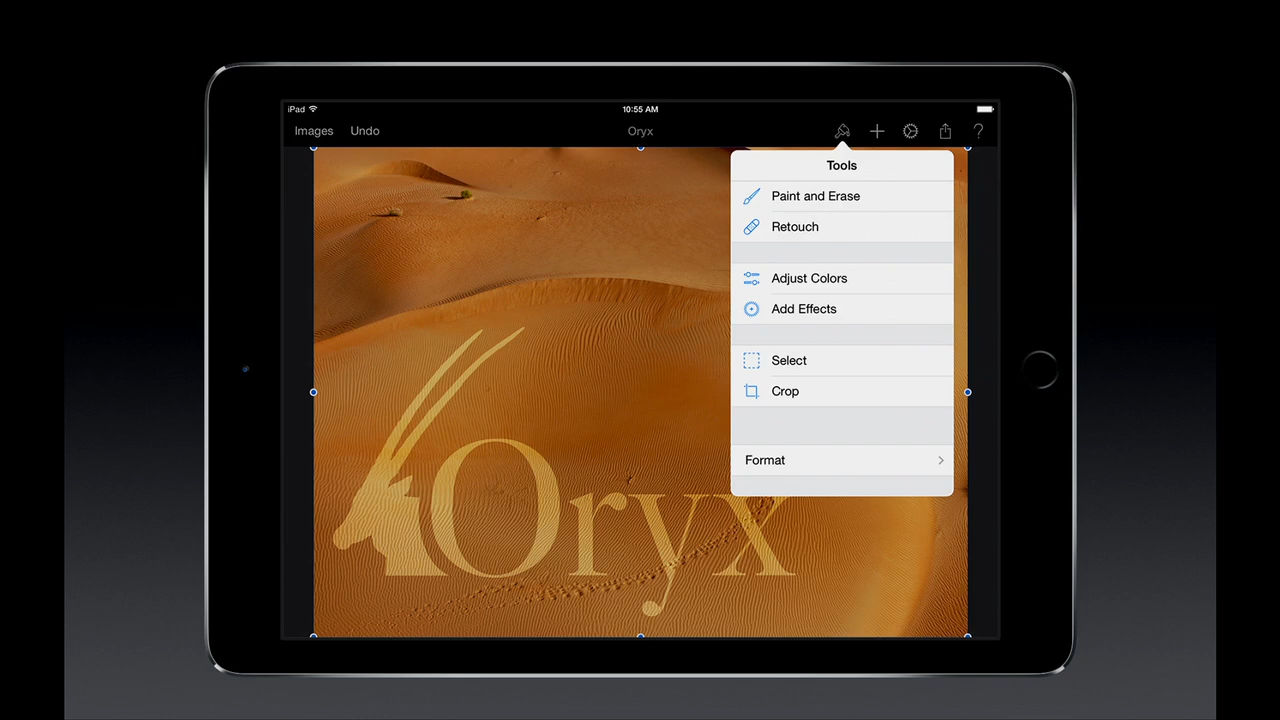 iPad 10:55 AM
Images Undo Oryx ?
Tools
Paint and Erase
Retouch
Adjust Colors
Add Effects
Select
Crop
Format
Oryx